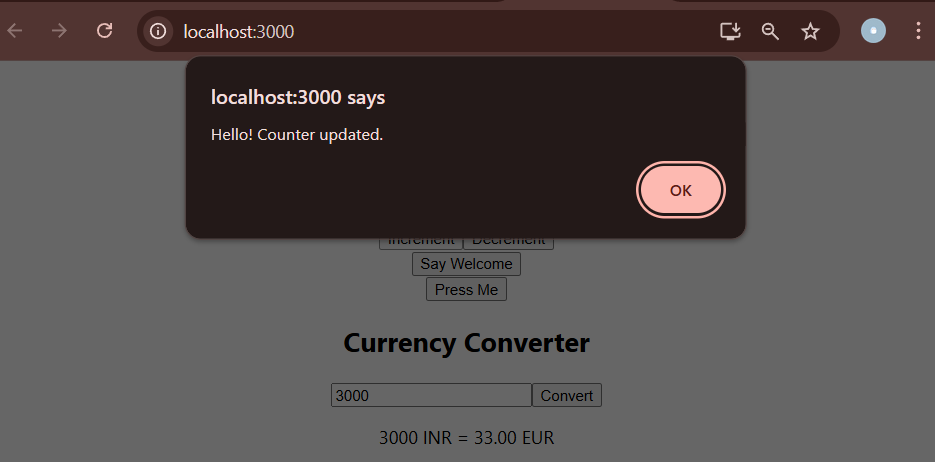 localhost:3000
localhost:3000 says
Hello! Counter updated.
OK
Increment Decrement
Say Welcome
Press Me
Currency Converter
3000 Convert
3000 INR = 33.00 EUR